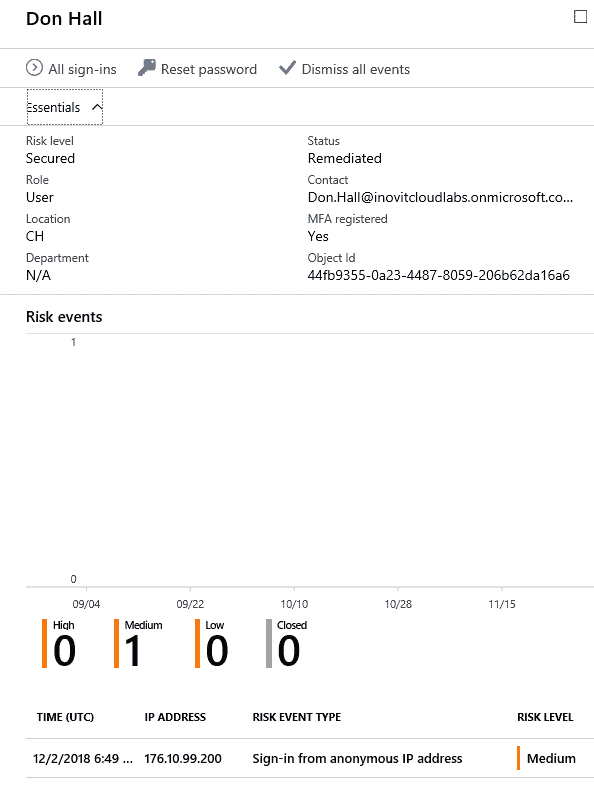 Don Hall
All sign-ins Reset password Dismiss all events
Essentials
Risk level Status
Secured Remediated
Role Contact
User Don.Hall@inovitcloudlabs.onmicrosoft.co...
Location MFA registered
CH Yes
Department Object Id
N/A 44fb9355-0a23-4487-8059-206b62da16a6
Risk events
1
0
09/04 09/22 10/10 10/28 11/15
High Medium Low Closed
0 1 0 0
TIME (UTC) IP ADDRESS RISK EVENT TYPE RISK LEVEL
12/2/2018 6:49 ... 176.10.99.200 Sign-in from anonymous IP address Medium